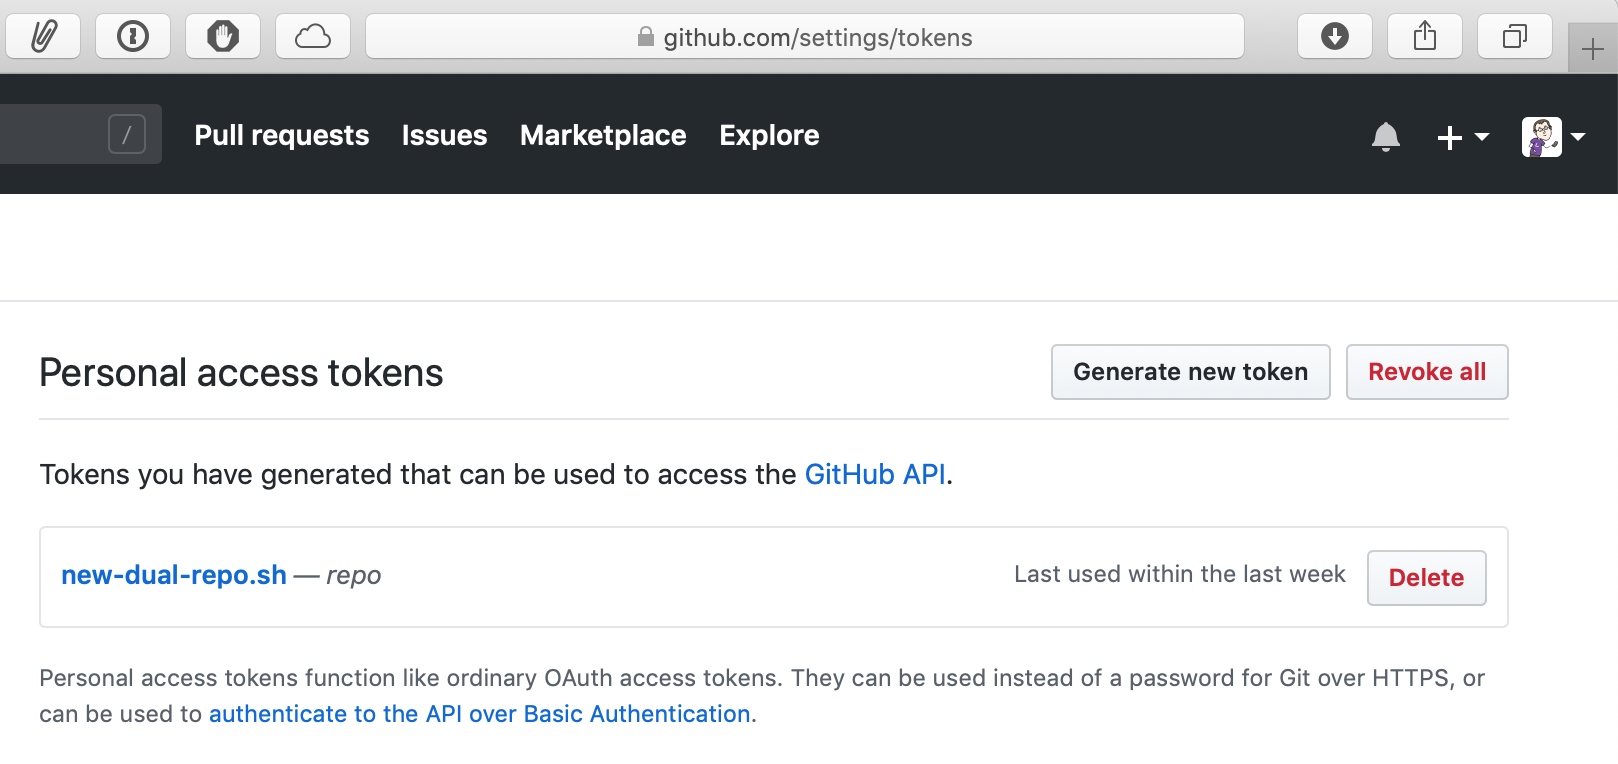 github.com/settings/tokens
/
Pull requests Issues Marketplace Explore
Personal access tokens
Generate new token
Revoke all
Tokens you have generated that can be used to access the GitHub API.
new-dual-repo.sh — repo
Last used within the last week
Delete
Personal access tokens function like ordinary OAuth access tokens. They can be used instead of a password for Git over HTTPS, or
can be used to authenticate to the API over Basic Authentication.